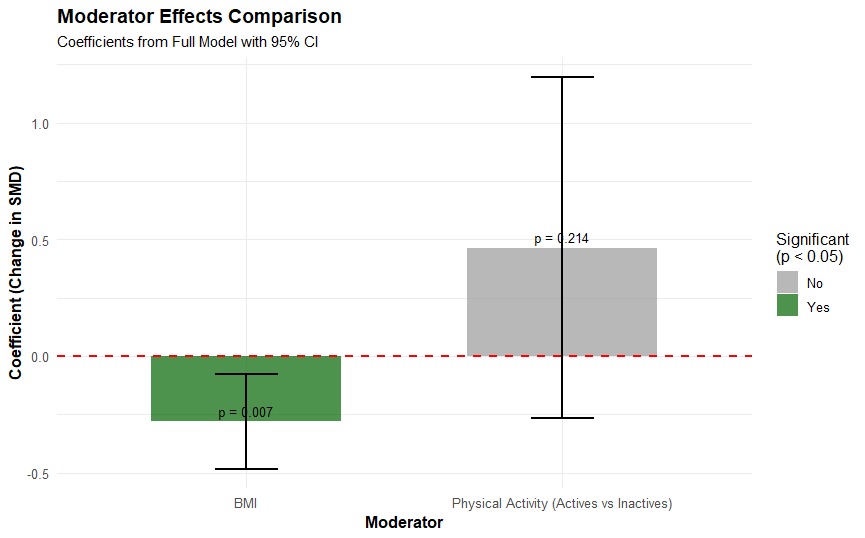 Moderator Effects Comparison
Coefficients from Full Model with 95% CI
Coefficient (Change in SMD)
1.0
0.5
0.0
-0.5
p = 0.007
p = 0.214
BMI
Physical Activity (Actives vs Inactives)
Moderator
Significant
(p < 0.05)
No
Yes